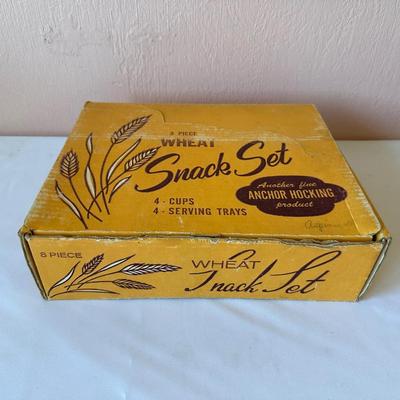 8 PIECE
WHEAT
Snack Set
4 - CUPS
4 - SERVING TRAYS
Another fine
ANCHOR HOCKING
product
8 PIECE
WHEAT
Snack Set